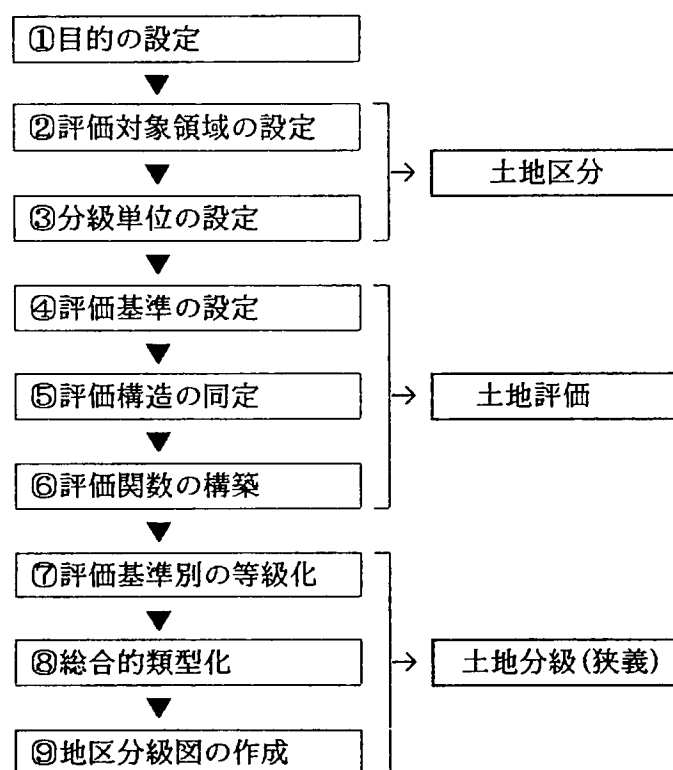 ①目的の設定
②評価対象領域の設定
③分級単位の設定
→ 土地区分
④評価基準の設定
⑤評価構造の同定
⑥評価関数の構築
→ 土地評価
⑦評価基準別の等級化
⑧総合的類型化
⑨地区分級図の作成
→ 土地分級(狭義)